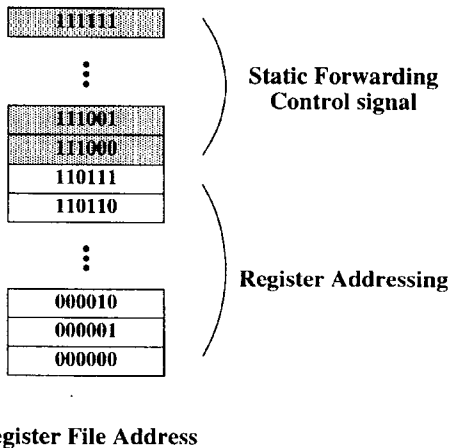 111111
Static Forwarding
Control signal
111001
111000
110111
110110
Register Addressing
000010
000001
000000
egister File Address